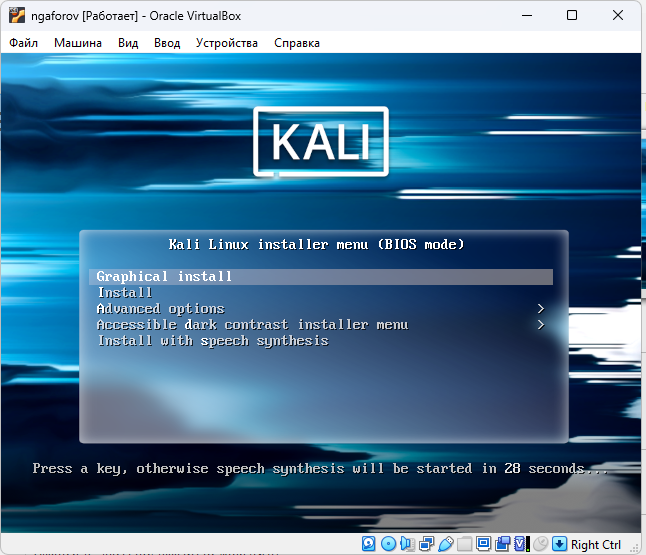 ngaforov [Работает] - Oracle VirtualBox
Файл Машина Вид Ввод Устройства Справка
KALI
Kali Linux installer menu (BIOS mode)
Graphical install
Install
Advanced options >
Accessible dark contrast installer menu >
Install with speech synthesis
Press a key, otherwise speech synthesis will be started in 28 seconds...
Right Ctrl